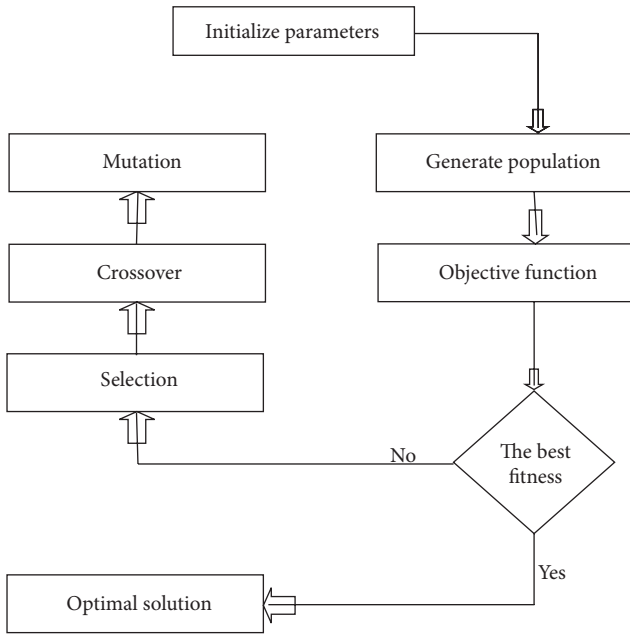 Initialize parameters
Generate population
Objective function
The best
fitness
No
Selection
Crossover
Mutation
Yes
Optimal solution